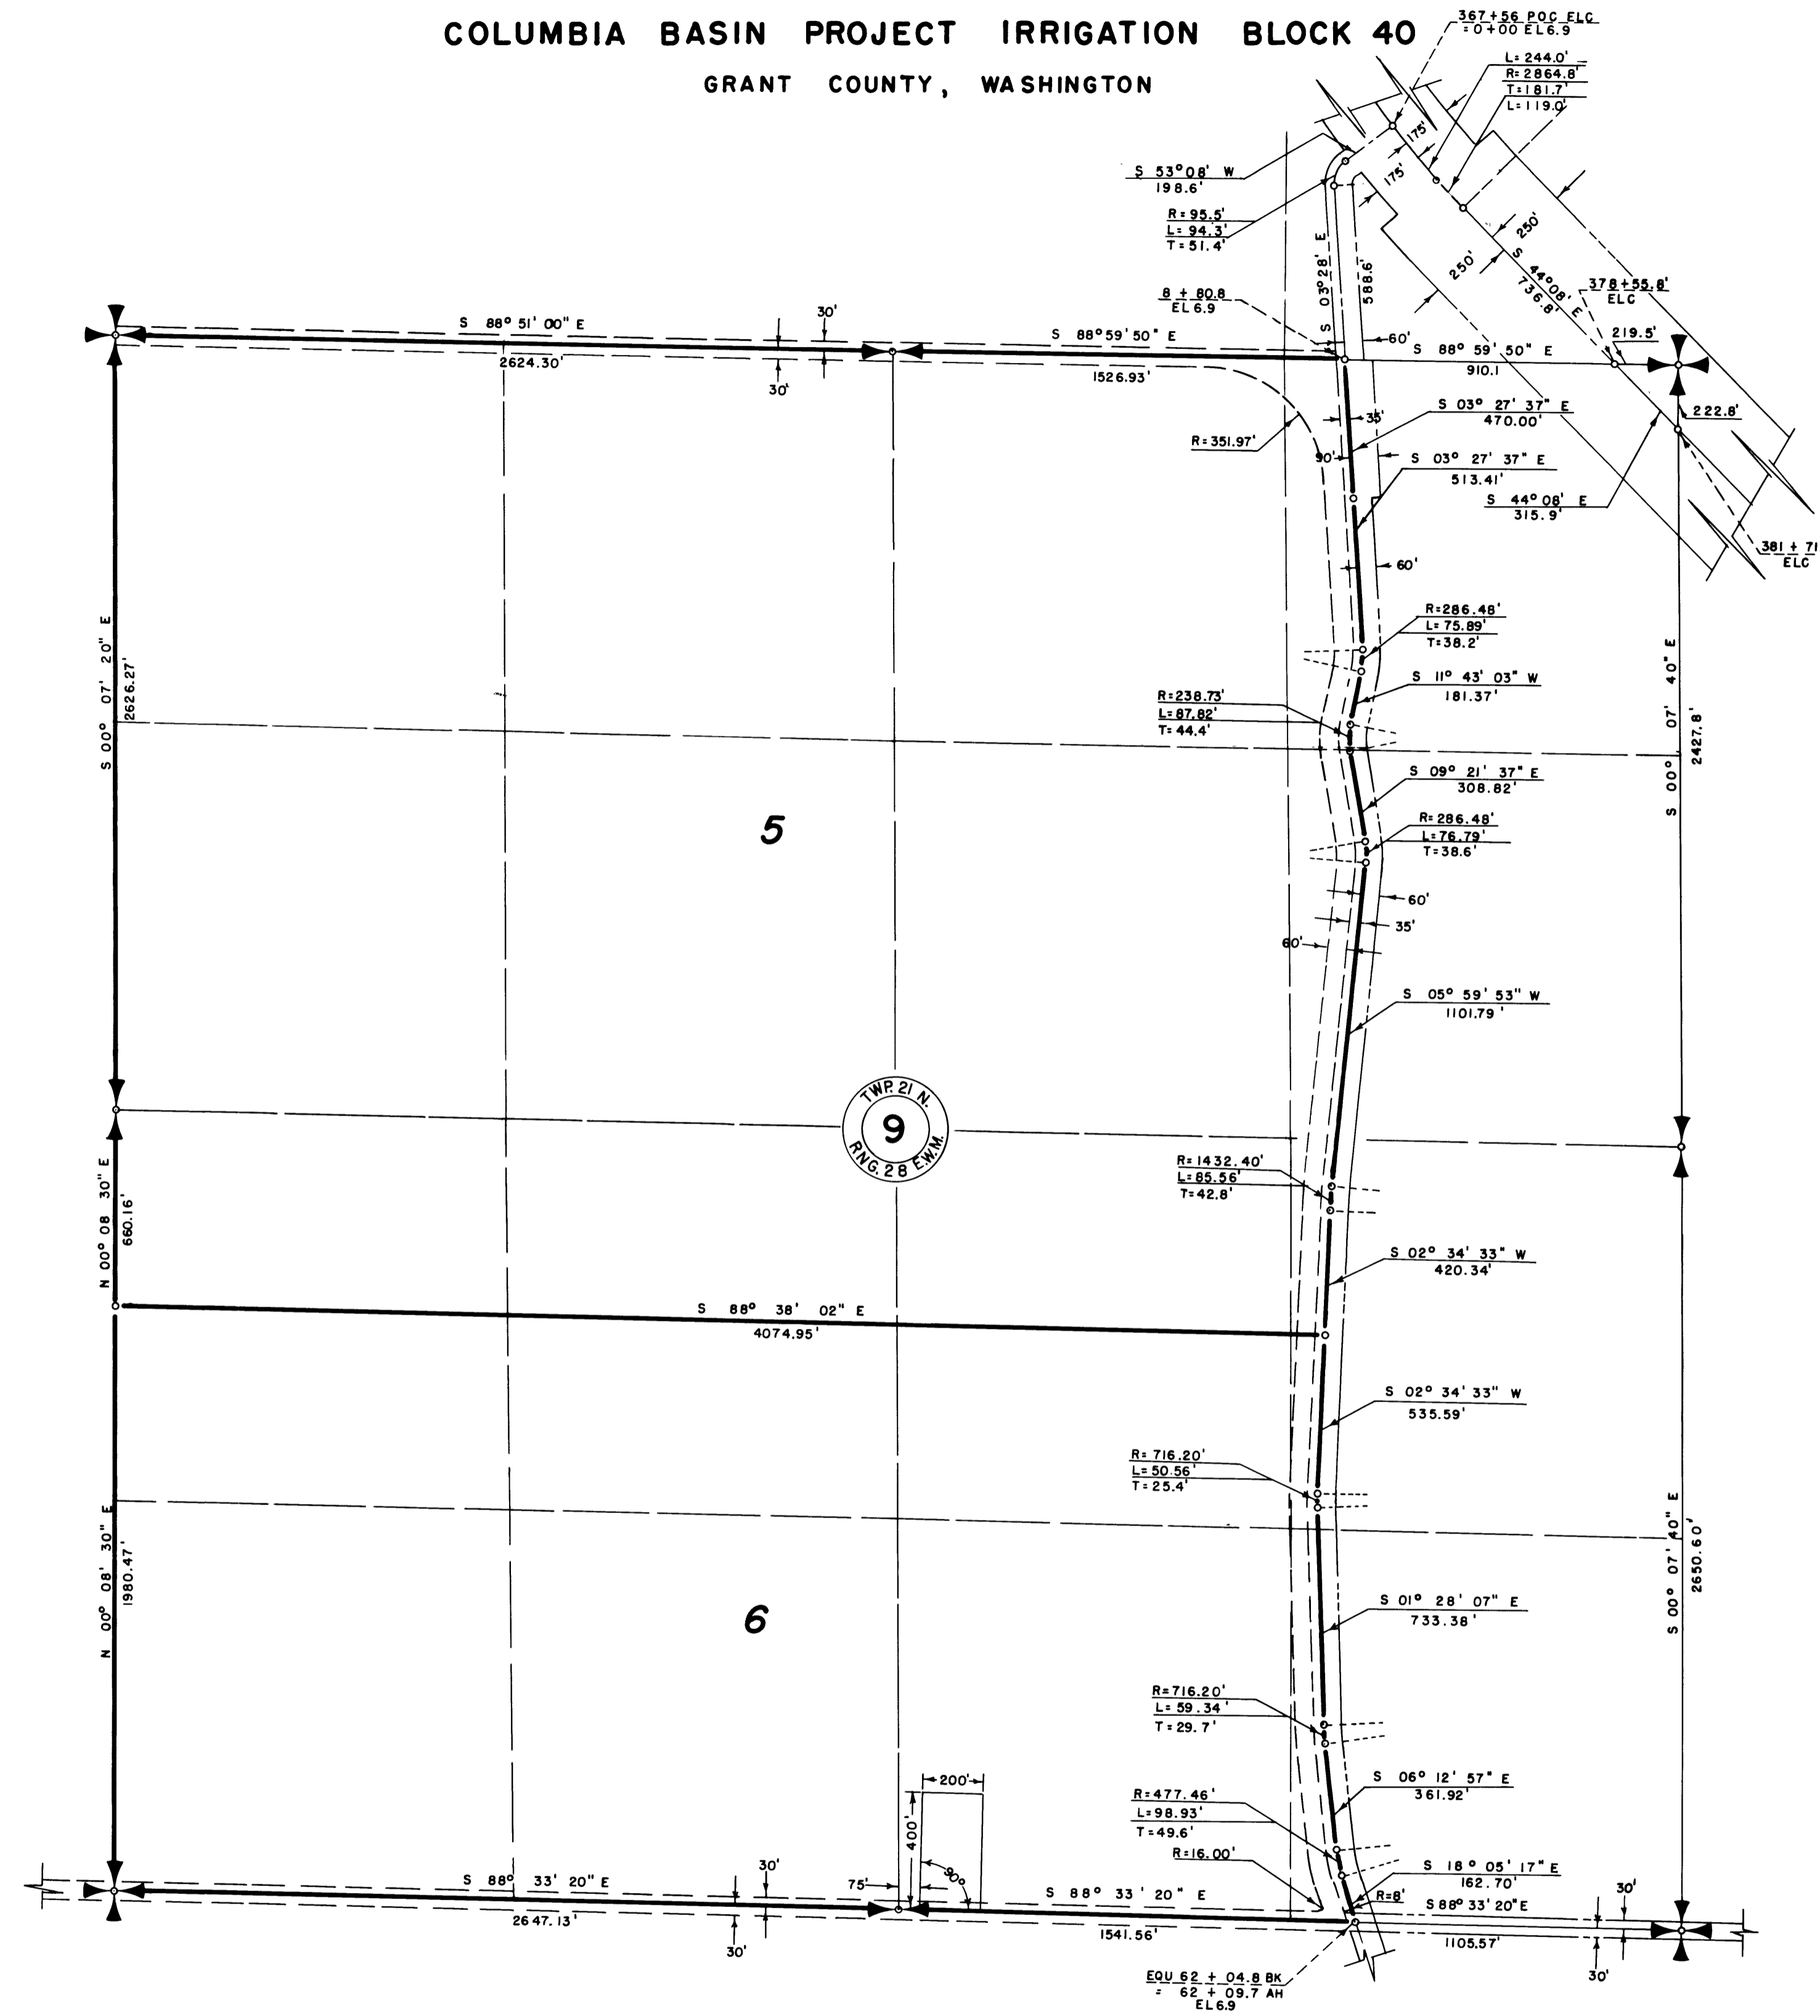 COLUMBIA BASIN PROJECT IRRIGATION BLOCK 40
GRANT COUNTY, WASHINGTON
367+56 POC ELC
= 0+00 EL6.9
L= 244.0'
R= 2864.8'
T=181.7'
L=119.0'
175'
175'
S 53°08' W
198.6'
R= 95.5'
L= 94.3'
T= 51.4'
S 03°28' E
588.6'
250'
250'
S 44°08' E
736.8'
378+55.8'
ELC
219.5'
8 + 80.8
EL6.9
30'
S 88° 51' 00" E
2624.30'
30'
S 88°59' 50" E
1526.93'
60'
S 88° 59' 50" E
910.1
222.8'
35'
S 03° 27' 37" E
470.00'
R=351.97'
90'
S 03° 27' 37" E
513.41'
S 44° 08' E
315.9'
381 + 71
ELC
60'
S 00° 07' 20" E
2626.27'
R=286.48'
L= 75.89'
T=38.2'
S 11° 43' 03" W
181.37'
R=238.73'
L=87.82'
T= 44.4'
S 00° 07' 40" E
2427.8'
S 09° 21' 37" E
308.82'
5
R=286.48'
L=76.79'
T=38.6'
60'
35'
60'
S 05° 59' 53" W
1101.79'
TWP. 21 N.
9
RNG. 28 E.W.M.
R=1432.40'
L=85.56'
T=42.8'
N 00° 08 30" E
660.16'
S 02° 34' 33" W
420.34'
S 88° 38' 02" E
4074.95'
S 02° 34' 33" W
535.59'
R= 716.20'
L=50.56'
T= 25.4'
N 00° 08' 30" E
1980.47'
S 00° 07' 40" E
2650.60'
S 01° 28' 07" E
733.38'
6
R=716.20'
L= 59.34'
T= 29.7'
200'
400'
90°
S 06° 12' 57" E
361.92'
R=477.46'
L=98.93'
T=49.6'
R=16.00'
S 18° 05' 17" E
162.70'
R=8'
S 88° 33' 20" E
30'
S 88° 33' 20" E
2647.13'
30'
30'
75'
S 88° 33' 20" E
1541.56'
1105.57'
30'
EQU 62 + 04.8 BK
= 62 + 09.7 AH
EL6.9